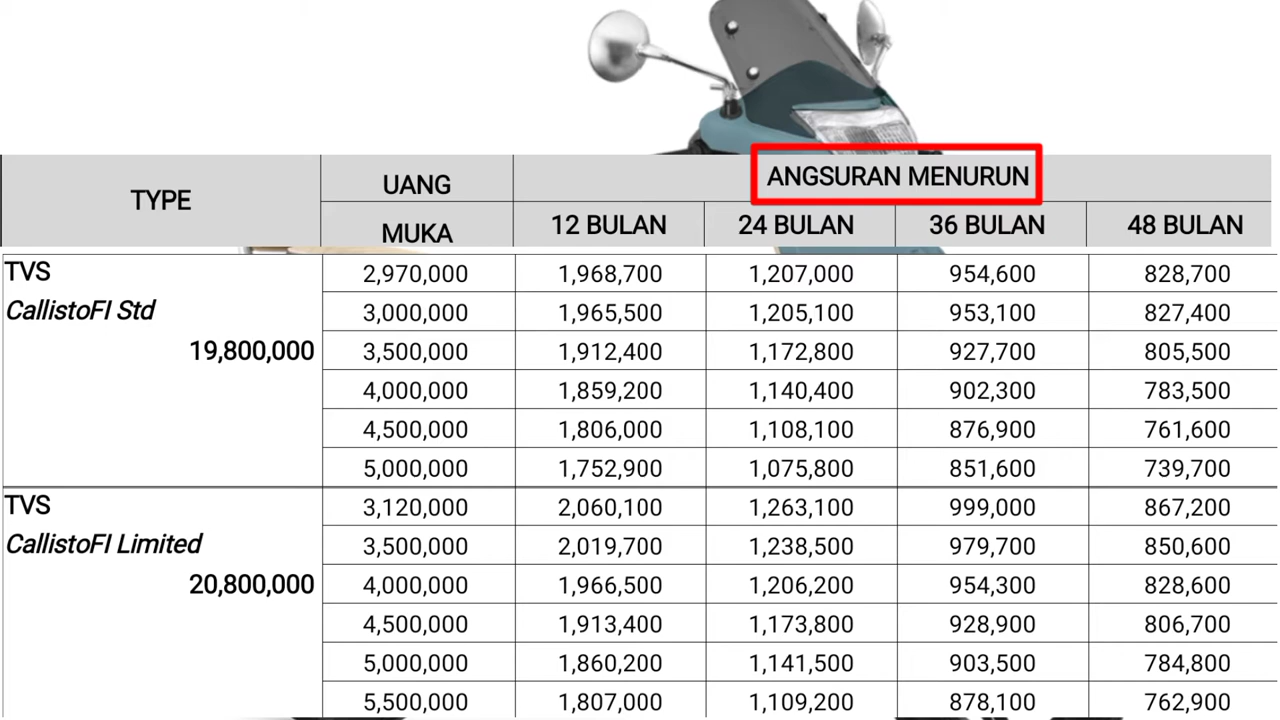 TYPE UANG MUKA ANGSURAN MENURUN
12 BULAN 24 BULAN 36 BULAN 48 BULAN
TVS 2,970,000 1,968,700 1,207,000 954,600 828,700
CallistoFI Std 3,000,000 1,965,500 1,205,100 953,100 827,400
19,800,000 3,500,000 1,912,400 1,172,800 927,700 805,500
4,000,000 1,859,200 1,140,400 902,300 783,500
4,500,000 1,806,000 1,108,100 876,900 761,600
5,000,000 1,752,900 1,075,800 851,600 739,700
TVS 3,120,000 2,060,100 1,263,100 999,000 867,200
CallistoFI Limited 3,500,000 2,019,700 1,238,500 979,700 850,600
20,800,000 4,000,000 1,966,500 1,206,200 954,300 828,600
4,500,000 1,913,400 1,173,800 928,900 806,700
5,000,000 1,860,200 1,141,500 903,500 784,800
5,500,000 1,807,000 1,109,200 878,100 762,900